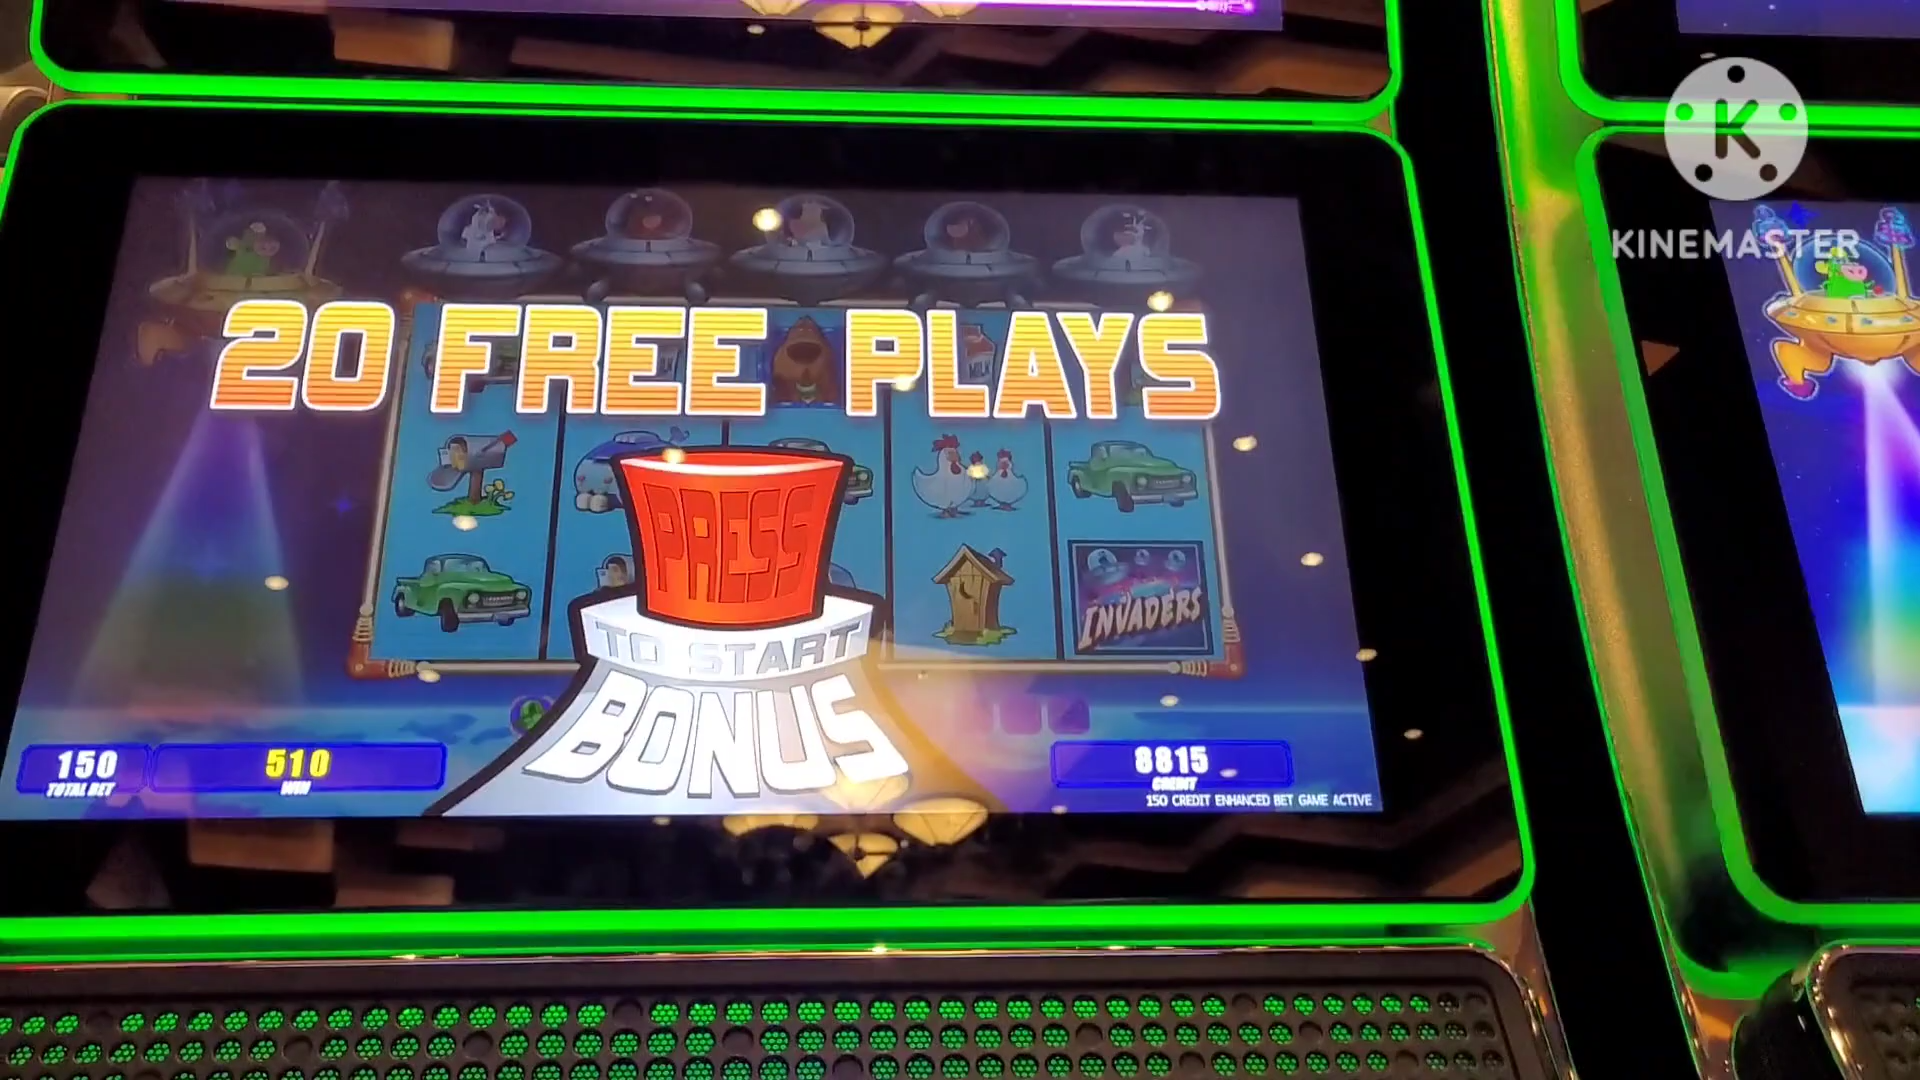 K
KINEMASTER
20 FREE PLAYS
MILK
PRESS
TO START
BONUS
INVADERS
150
TOTAL BET
510
WIN
8815
CREDIT
150 CREDIT ENHANCED BET GAME ACTIVE